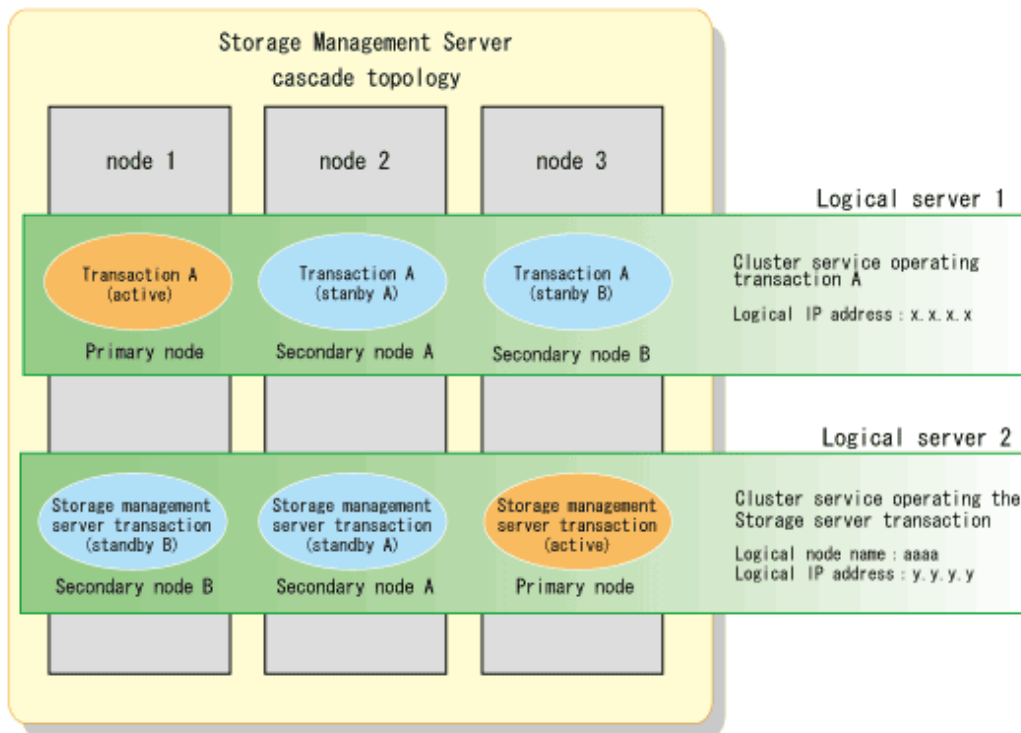 Storage Management Server
cascade topology
node 1
node 2
node 3
Logical server 1
Transaction A
(active)
Transaction A
(stanby A)
Transaction A
(stanby B)
Cluster service operating
transaction A
Logical IP address : x.x.x.x
Primary node
Secondary node A
Secondary node B
Logical server 2
Storage management
server transaction
(standby B)
Storage management
server transaction
(standby A)
Storage management
server transaction
(active)
Cluster service operating the
Storage server transaction
Logical node name : aaaa
Logical IP address : y.y.y.y
Secondary node B
Secondary node A
Primary node